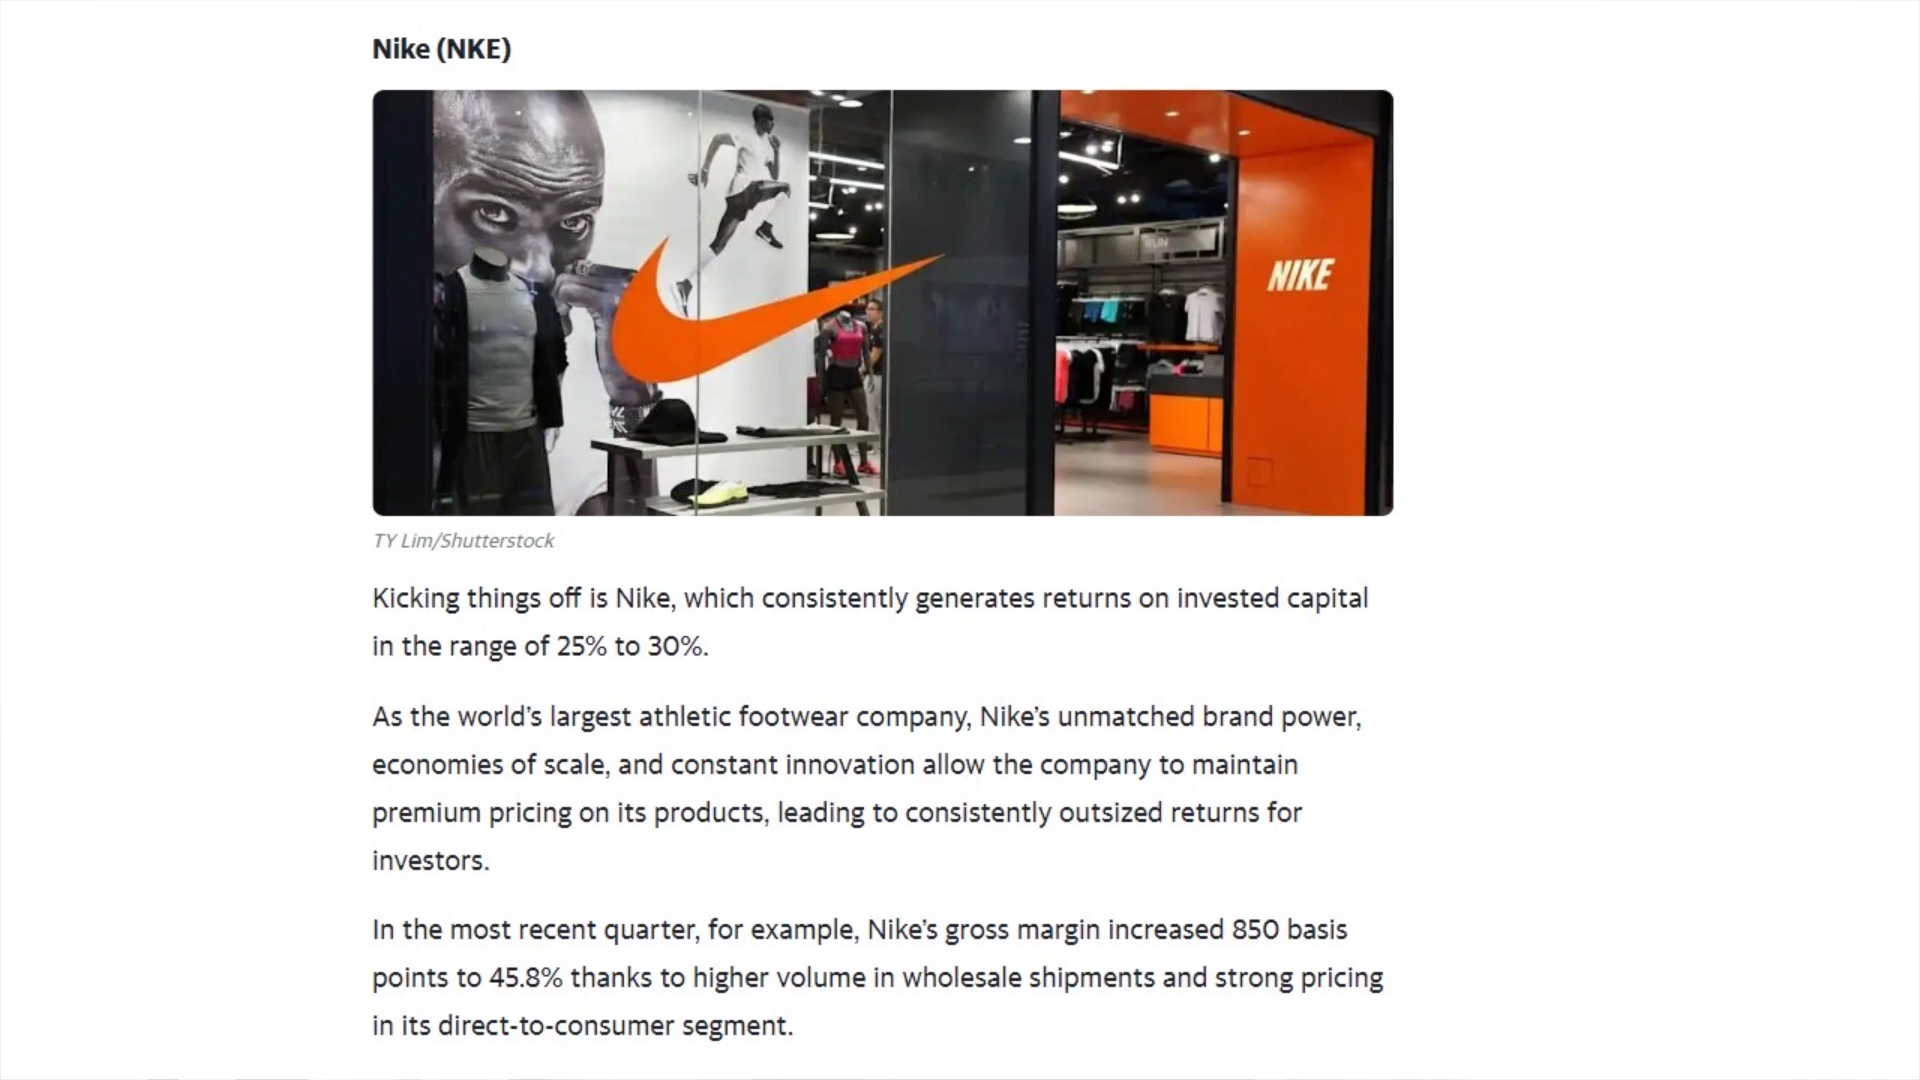 Nike (NKE)
RUN
NIKE
TY Lim/Shutterstock
Kicking things off is Nike, which consistently generates returns on invested capital
in the range of 25% to 30%.
As the world’s largest athletic footwear company, Nike’s unmatched brand power,
economies of scale, and constant innovation allow the company to maintain
premium pricing on its products, leading to consistently outsized returns for
investors.
In the most recent quarter, for example, Nike’s gross margin increased 850 basis
points to 45.8% thanks to higher volume in wholesale shipments and strong pricing
in its direct-to-consumer segment.